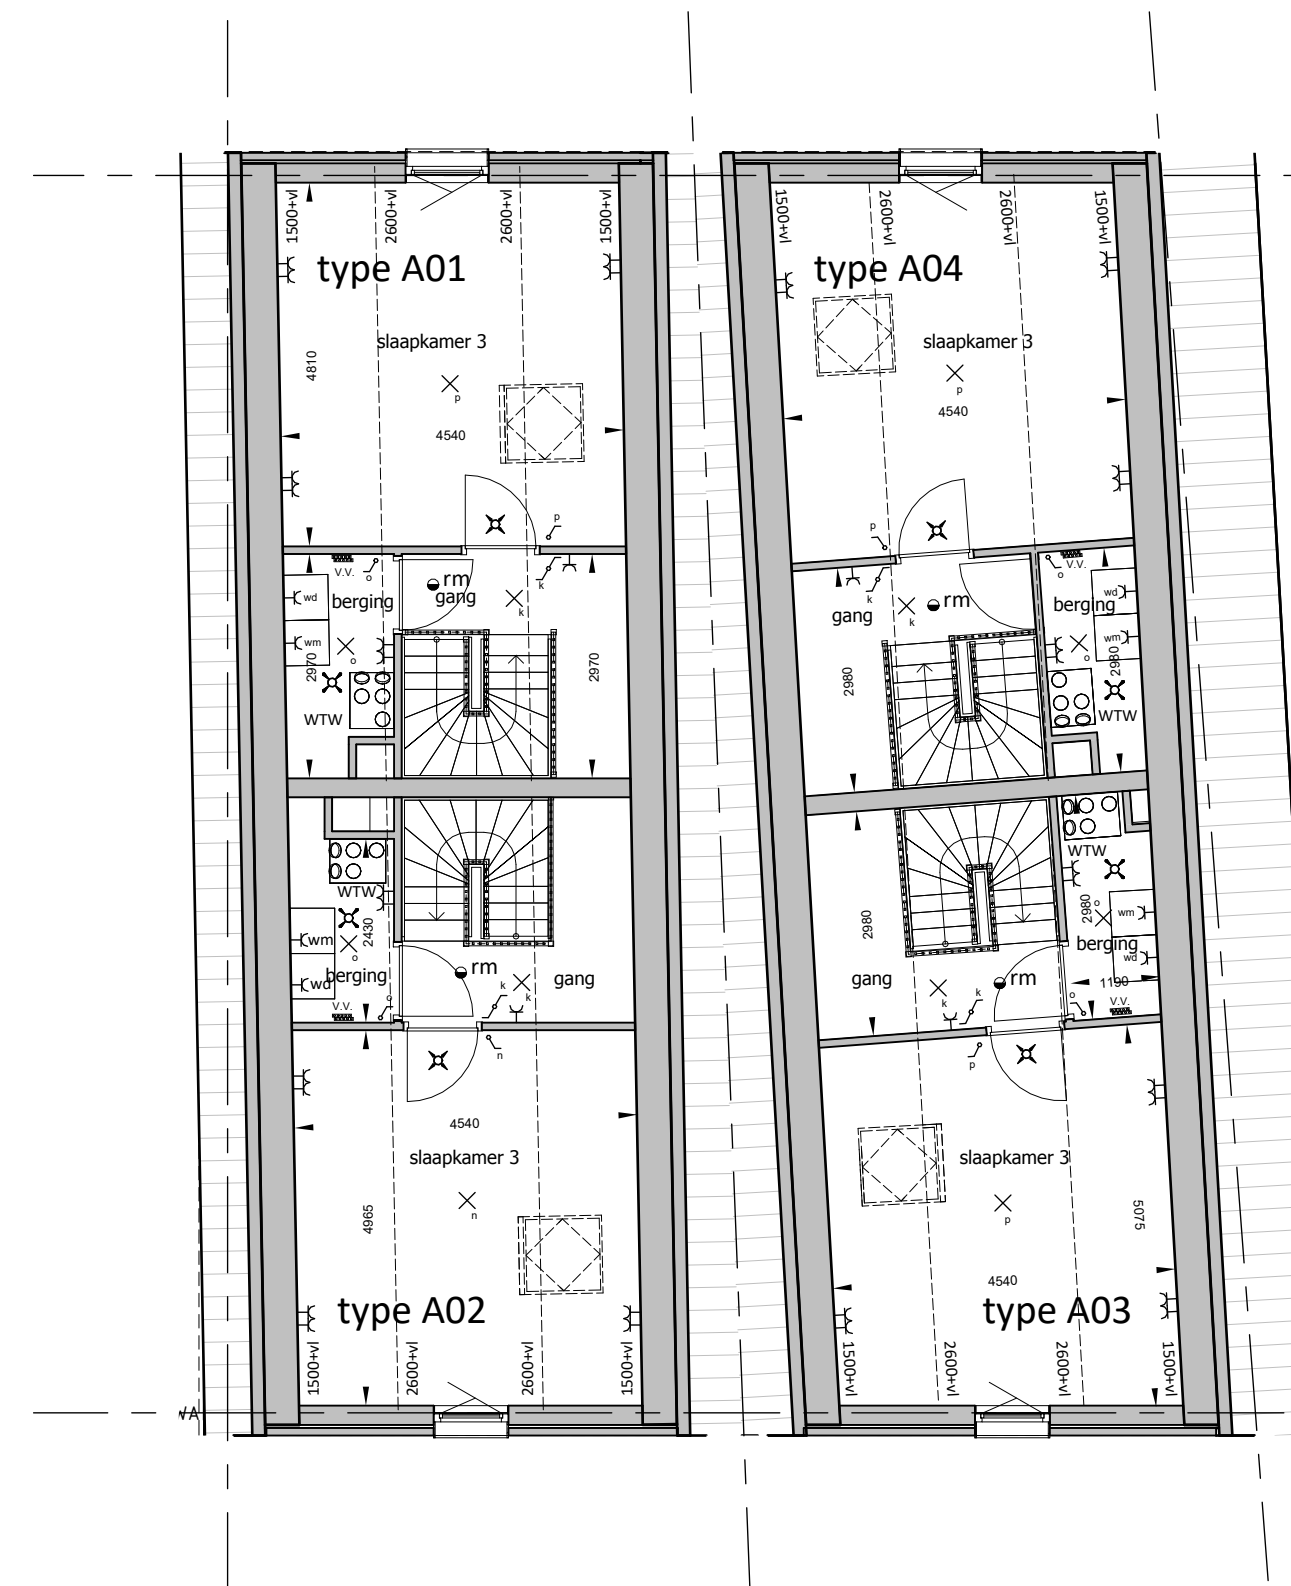 1500+vl
2600+vl
2600+vl
1500+vl
type A01
slaapkamer 3
4810
p
4540
p
V.V.
o
k
rm
gang
k
wd
berging
wm
o
2970
2970
WTW
1500+vl
2600+vl
2600+vl
1500+vl
type A04
slaapkamer 3
p
4540
p
k
gang
k
rm
V.V.
o
wd
berging
wm
o
2980
2980
WTW
WTW
2430
wm
o
berging
wd
o
V.V.
rm
k
k
gang
n
4540
slaapkamer 3
n
4965
type A02
1500+vl
2600+vl
2600+vl
1500+vl
WTW
2980
2980
o
wm
berging
wd
1190
o
V.V.
gang
k
k
rm
p
slaapkamer 3
p
5075
4540
type A03
1500+vl
2600+vl
2600+vl
1500+vl